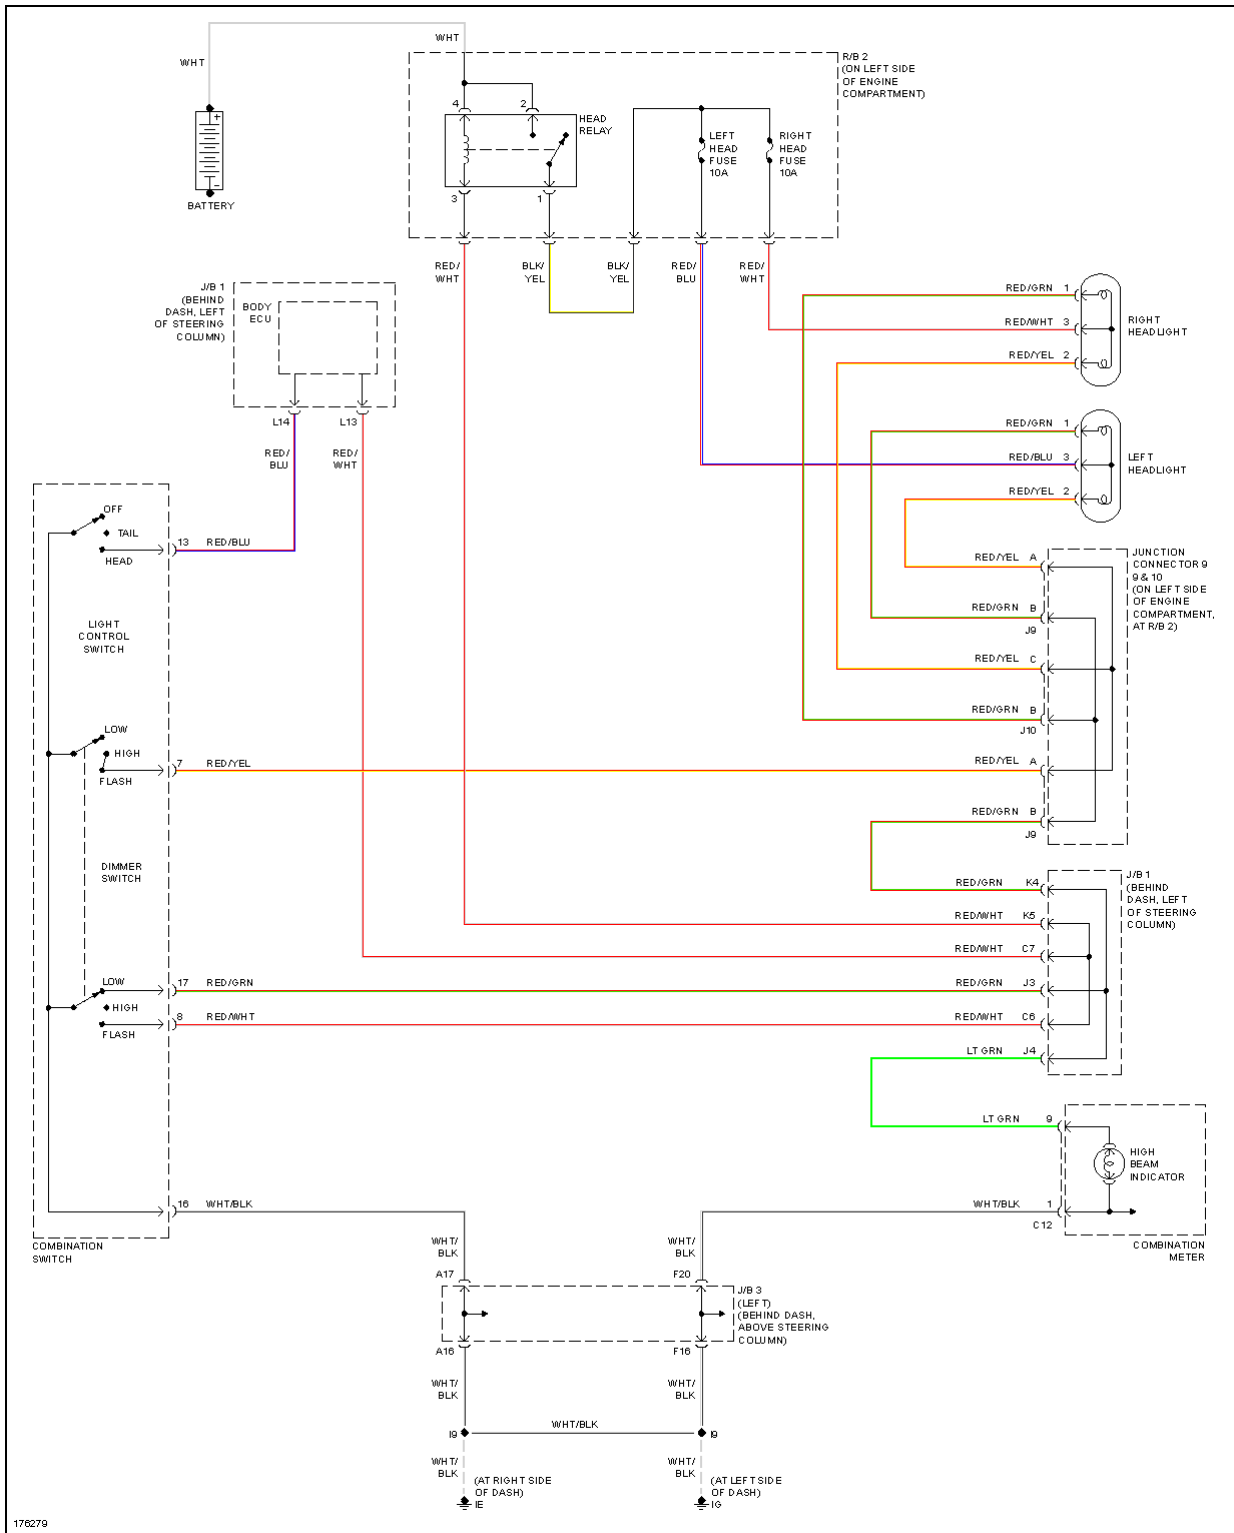 WHT
WHT
R/B 2
(ON LEFT SIDE
OF ENGINE
COMPARTMENT)
4
2
HEAD
RELAY
LEFT
HEAD
FUSE
10A
RIGHT
HEAD
FUSE
10A
+
-
BATTERY
3
1
RED/
WHT
BLK/
YEL
BLK/
YEL
RED/
BLU
RED/
WHT
J/B 1
(BEHIND
DASH, LEFT
OF STEERING
COLUMN)
BODY
ECU
L14
L13
RED/
BLU
RED/
WHT
RED/GRN 1
RED/WHT 3
RED/YEL 2
RIGHT
HEADLIGHT
RED/GRN 1
RED/BLU 3
RED/YEL 2
LEFT
HEADLIGHT
OFF
TAIL
HEAD
13 RED/BLU
LIGHT
CONTROL
SWITCH
RED/YEL A
RED/GRN B
J9
RED/YEL C
RED/GRN B
J10
RED/YEL A
RED/GRN B
J9
JUNCTION
CONNECTOR 9
9 & 10
(ON LEFT SIDE
OF ENGINE
COMPARTMENT,
AT R/B 2)
LOW
HIGH
FLASH
7 RED/YEL
DIMMER
SWITCH
RED/GRN K4
RED/WHT K5
RED/WHT C7
RED/GRN J3
RED/WHT C6
LT GRN J4
J/B 1
(BEHIND
DASH, LEFT
OF STEERING
COLUMN)
LOW
HIGH
FLASH
17 RED/GRN
8 RED/WHT
LT GRN 9
HIGH
BEAM
INDICATOR
WHT/BLK 1
C12
COMBINATION
METER
16 WHT/BLK
COMBINATION
SWITCH
WHT/
BLK
WHT/
BLK
A17
F20
J/B 3
(LEFT)
(BEHIND DASH,
ABOVE STEERING
COLUMN)
A16
F16
WHT/
BLK
WHT/
BLK
I9
WHT/BLK
I9
WHT/
BLK
(AT RIGHT SIDE
OF DASH)
IE
WHT/
BLK
(AT LEFT SIDE
OF DASH)
IG
176279